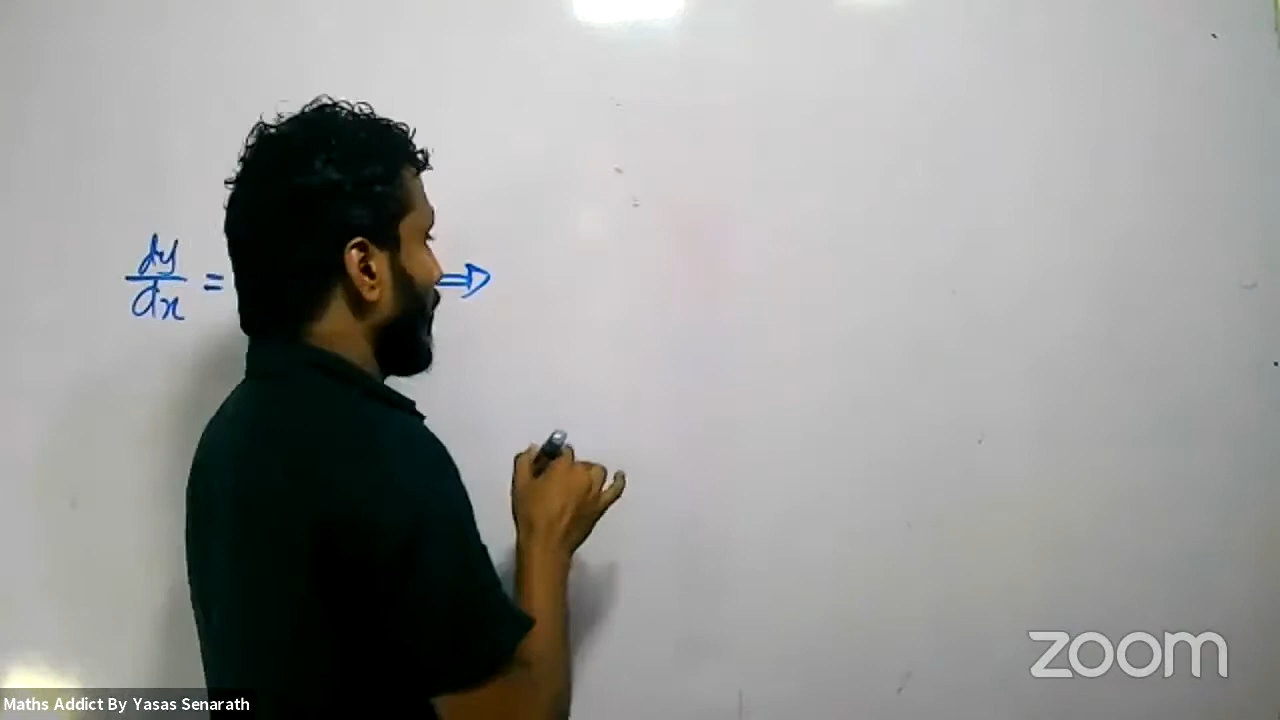 dy/dx = ⇒
Maths Addict By Yasas Senarath
zoom